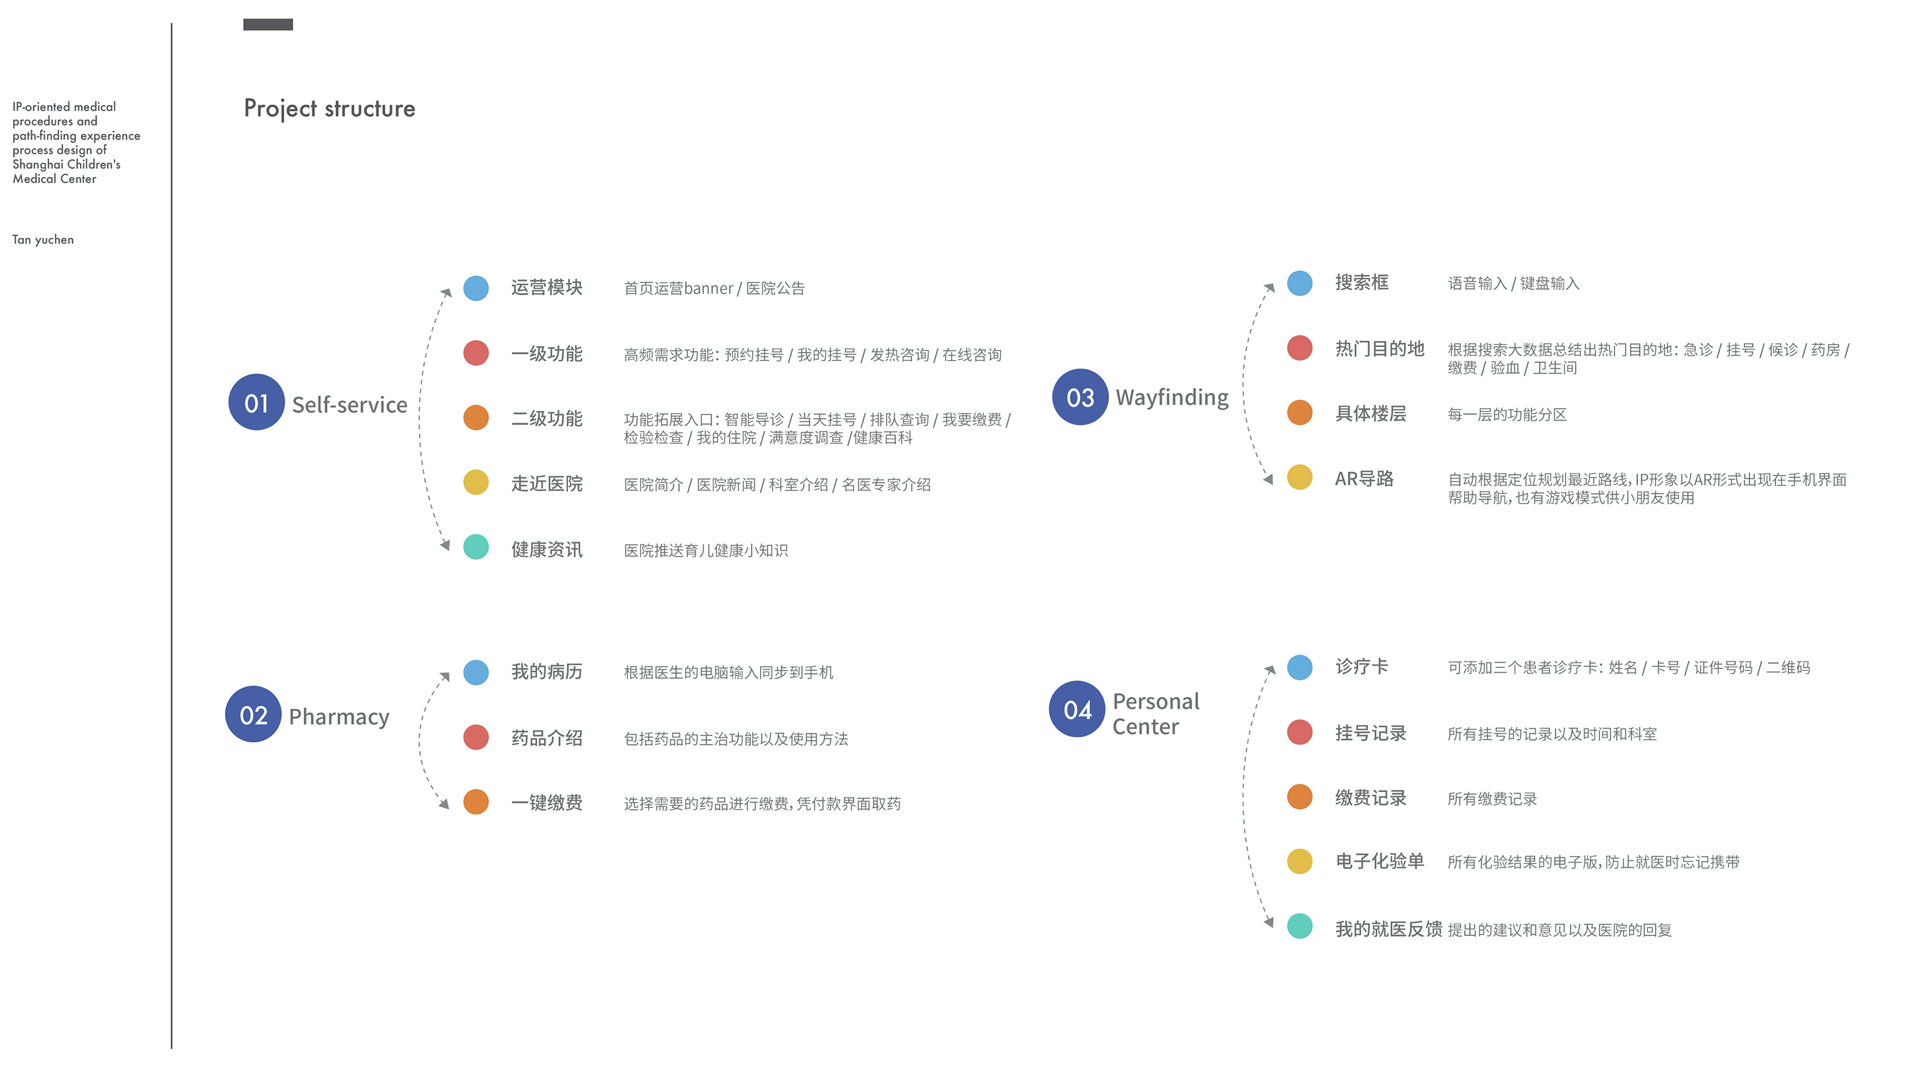 IP-oriented medical
procedures and
path-finding experience
process design of
Shanghai Children's
Medical Center
Tan yuchen
Project structure
01 Self-service
运营模块 首页运营banner / 医院公告
一级功能 高频需求功能：预约挂号 / 我的挂号 / 发热咨询 / 在线咨询
二级功能 功能拓展入口：智能导诊 / 当天挂号 / 排队查询 / 我要缴费 /
检验检查 / 我的住院 / 满意度调查 /健康百科
走近医院 医院简介 / 医院新闻 / 科室介绍 / 名医专家介绍
健康资讯 医院推送育儿健康小知识
02 Pharmacy
我的病历 根据医生的电脑输入同步到手机
药品介绍 包括药品的主治功能以及使用方法
一键缴费 选择需要的药品进行缴费，凭付款界面取药
03 Wayfinding
搜索框 语音输入 / 键盘输入
热门目的地 根据搜索大数据总结出热门目的地：急诊 / 挂号 / 候诊 / 药房 /
缴费 / 验血 / 卫生间
具体楼层 每一层的功能分区
AR导路 自动根据定位规划最近路线，IP形象以AR形式出现在手机界面
帮助导航，也有游戏模式供小朋友使用
04 Personal
Center
诊疗卡 可添加三个患者诊疗卡：姓名 / 卡号 / 证件号码 / 二维码
挂号记录 所有挂号的记录以及时间和科室
缴费记录 所有缴费记录
电子化验单 所有化验结果的电子版，防止就医时忘记携带
我的就医反馈 提出的建议和意见以及医院的回复